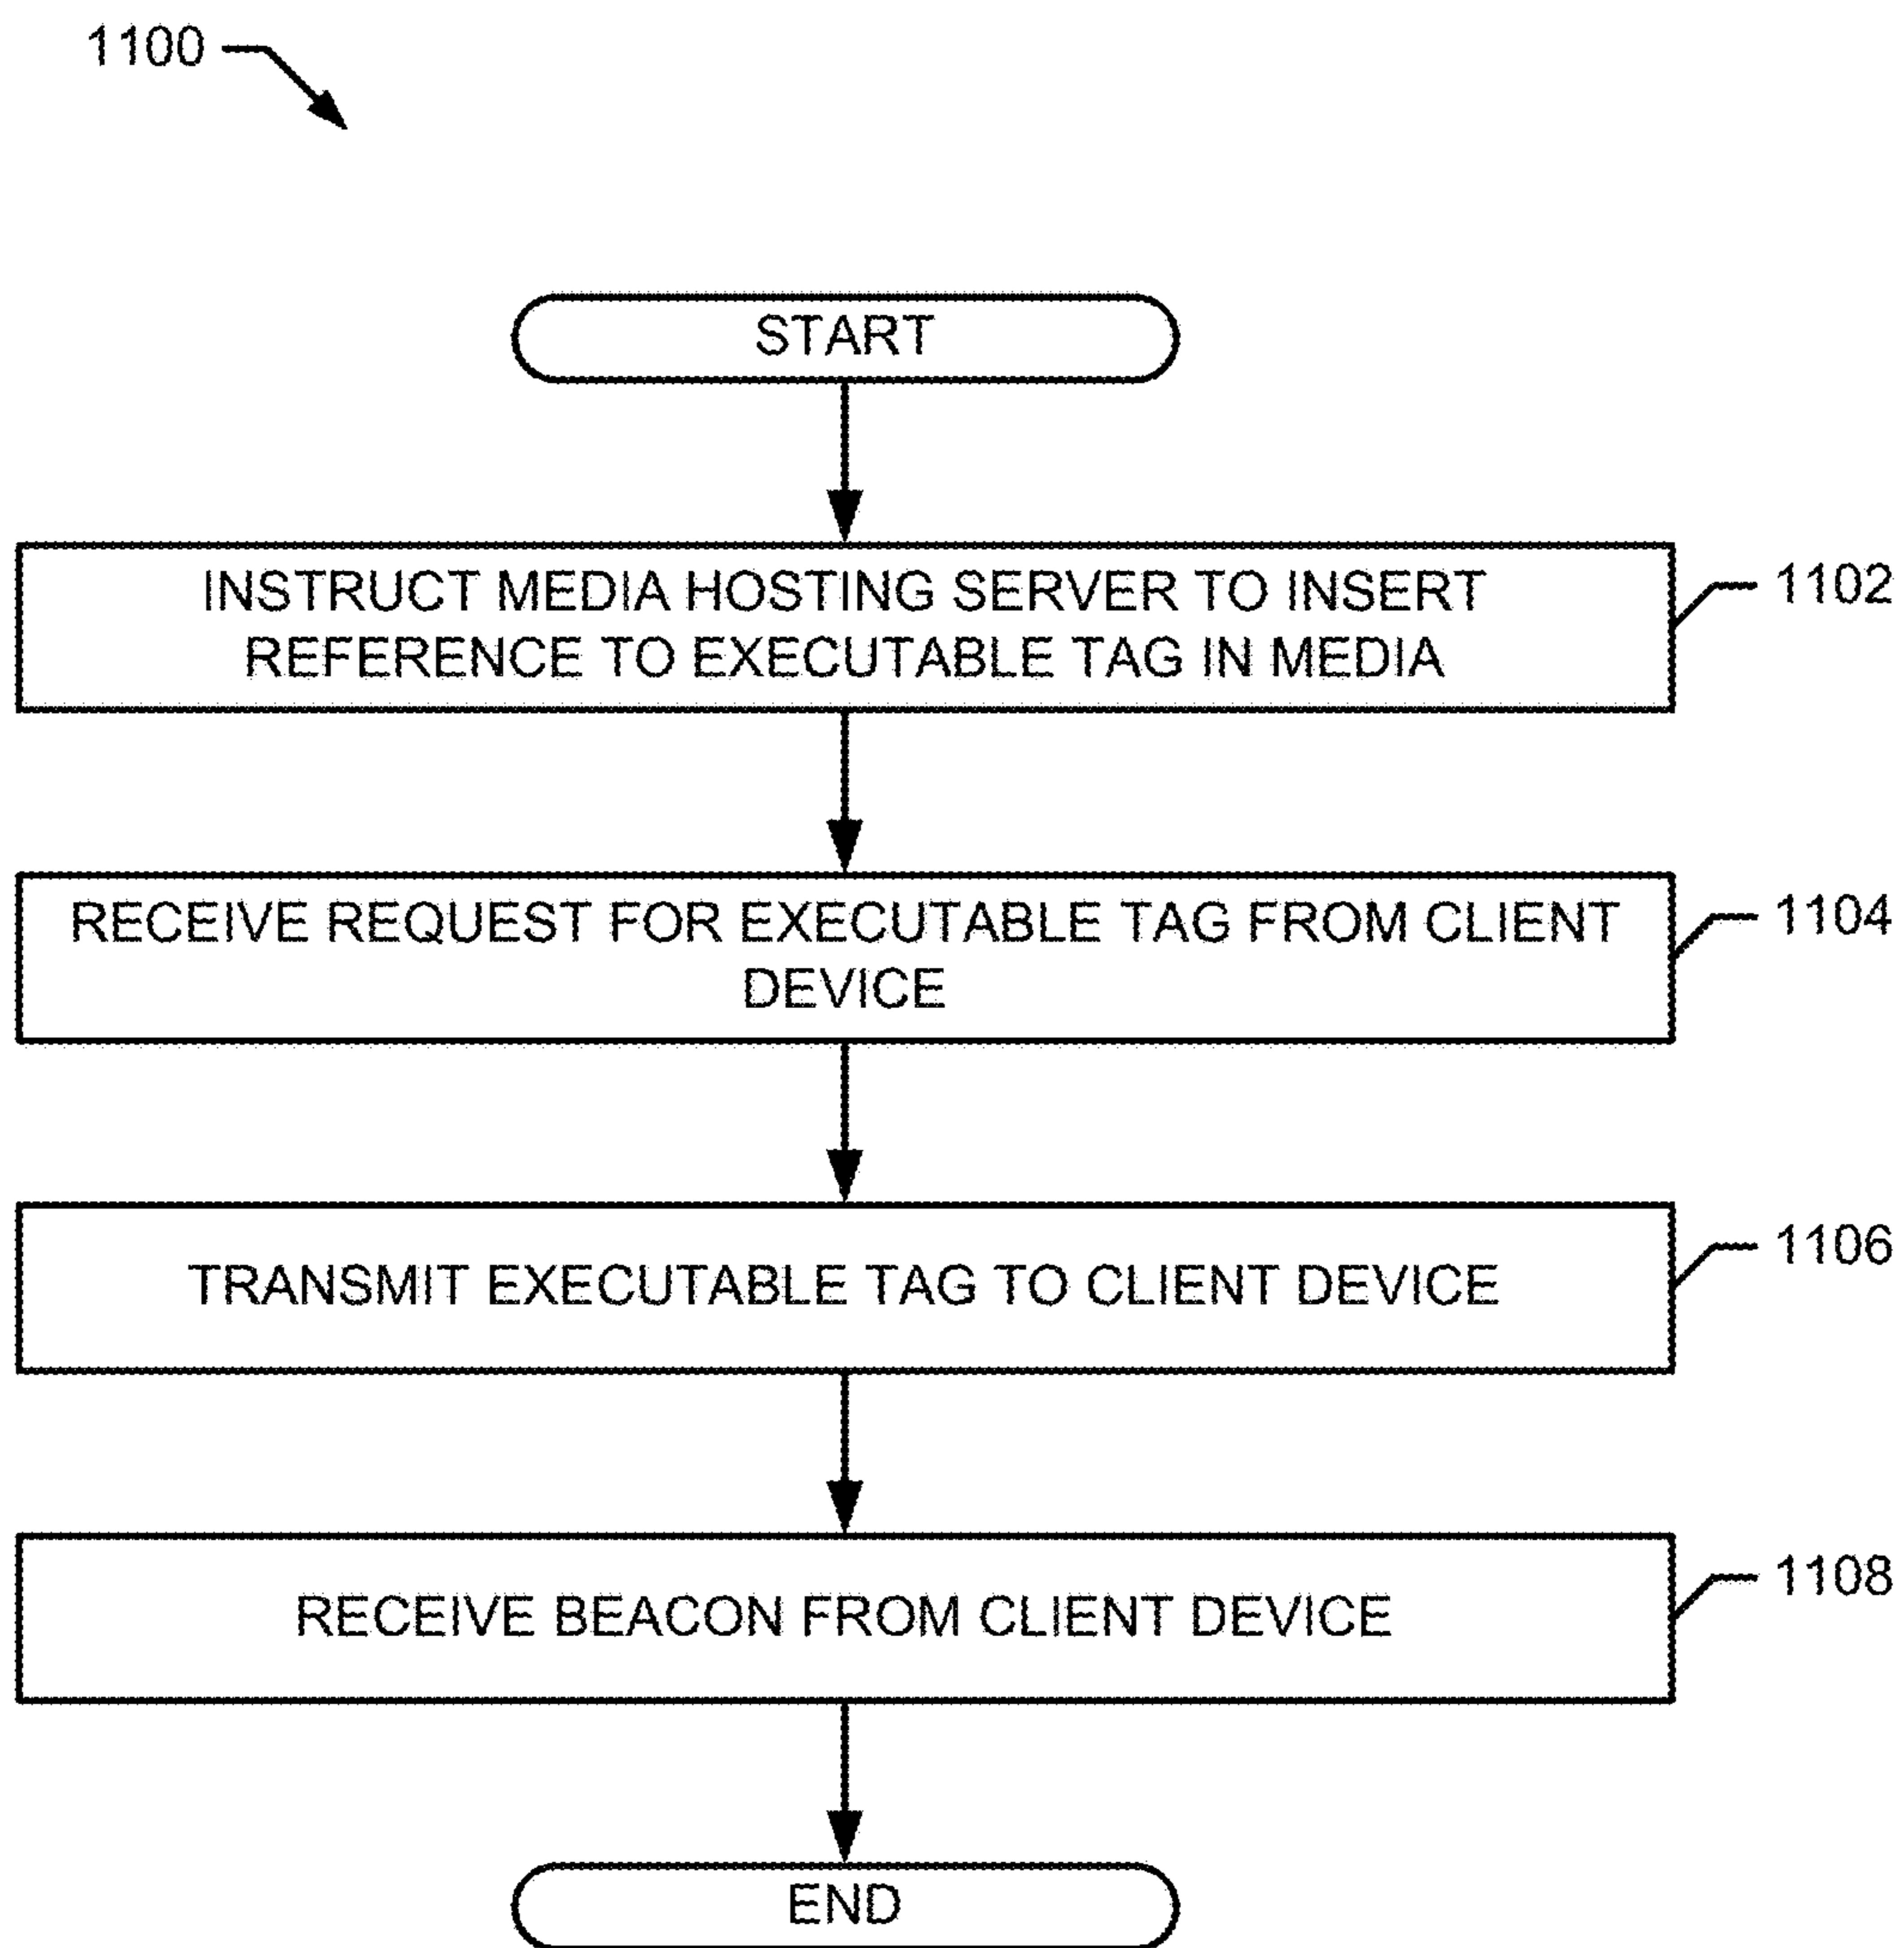 1100
START
INSTRUCT MEDIA HOSTING SERVER TO INSERT
REFERENCE TO EXECUTABLE TAG IN MEDIA
1102
RECEIVE REQUEST FOR EXECUTABLE TAG FROM CLIENT
DEVICE
1104
TRANSMIT EXECUTABLE TAG TO CLIENT DEVICE
1106
RECEIVE BEACON FROM CLIENT DEVICE
1108
END